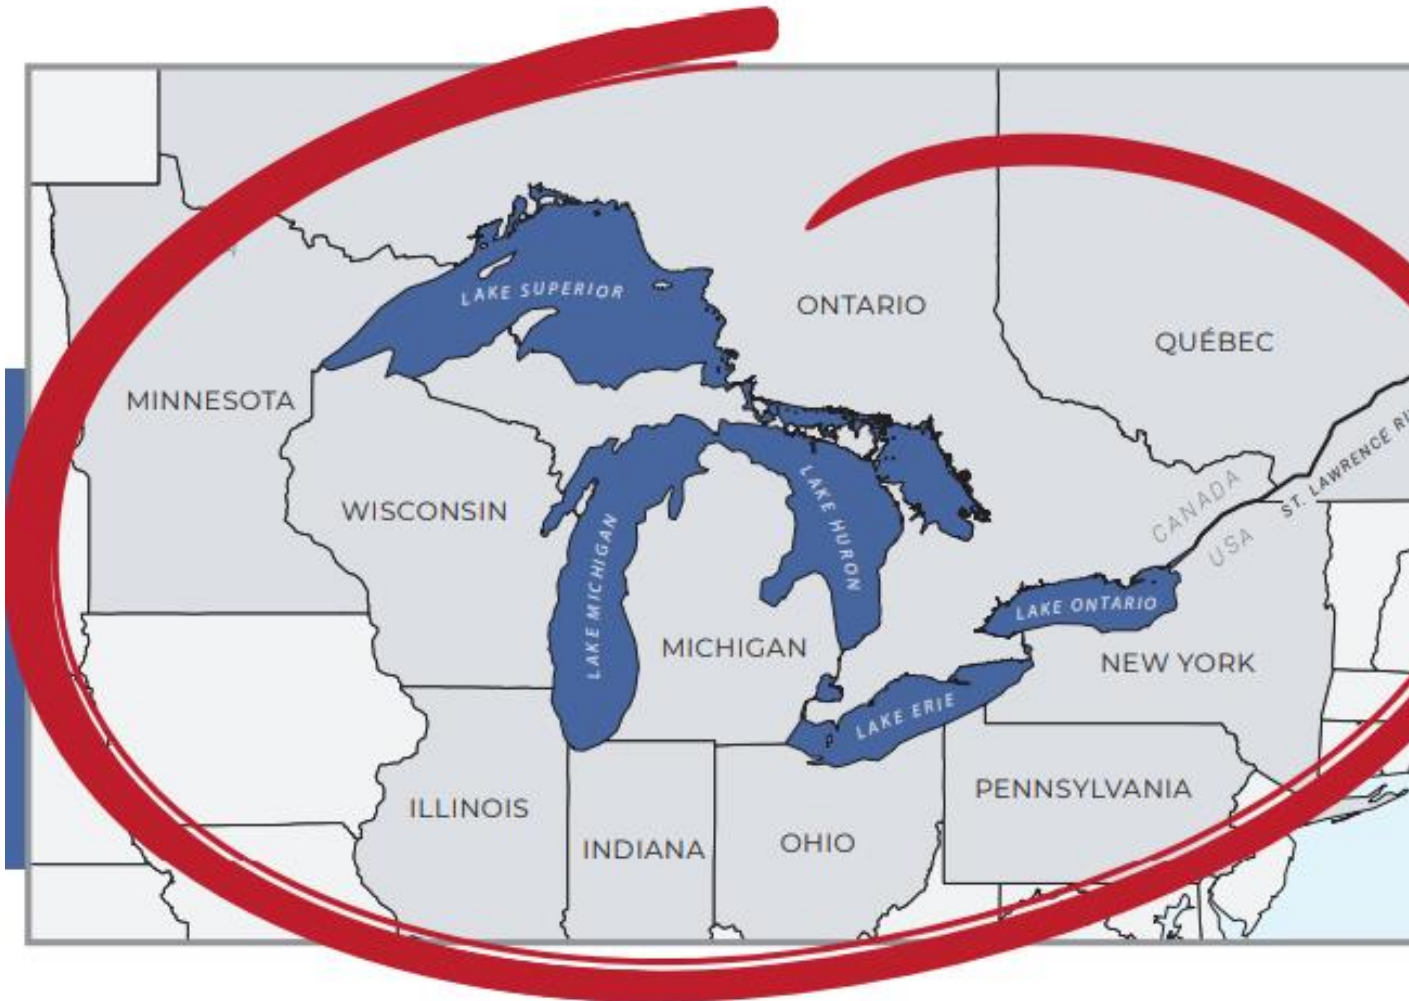 LAKE SUPERIOR
ONTARIO
QUÉBEC
MINNESOTA
WISCONSIN
LAKE MICHIGAN
LAKE HURON
CANADA
USA
ST. LAWRENCE
LAKE ONTARIO
MICHIGAN
NEW YORK
LAKE ERIE
PENNSYLVANIA
ILLINOIS
INDIANA
OHIO